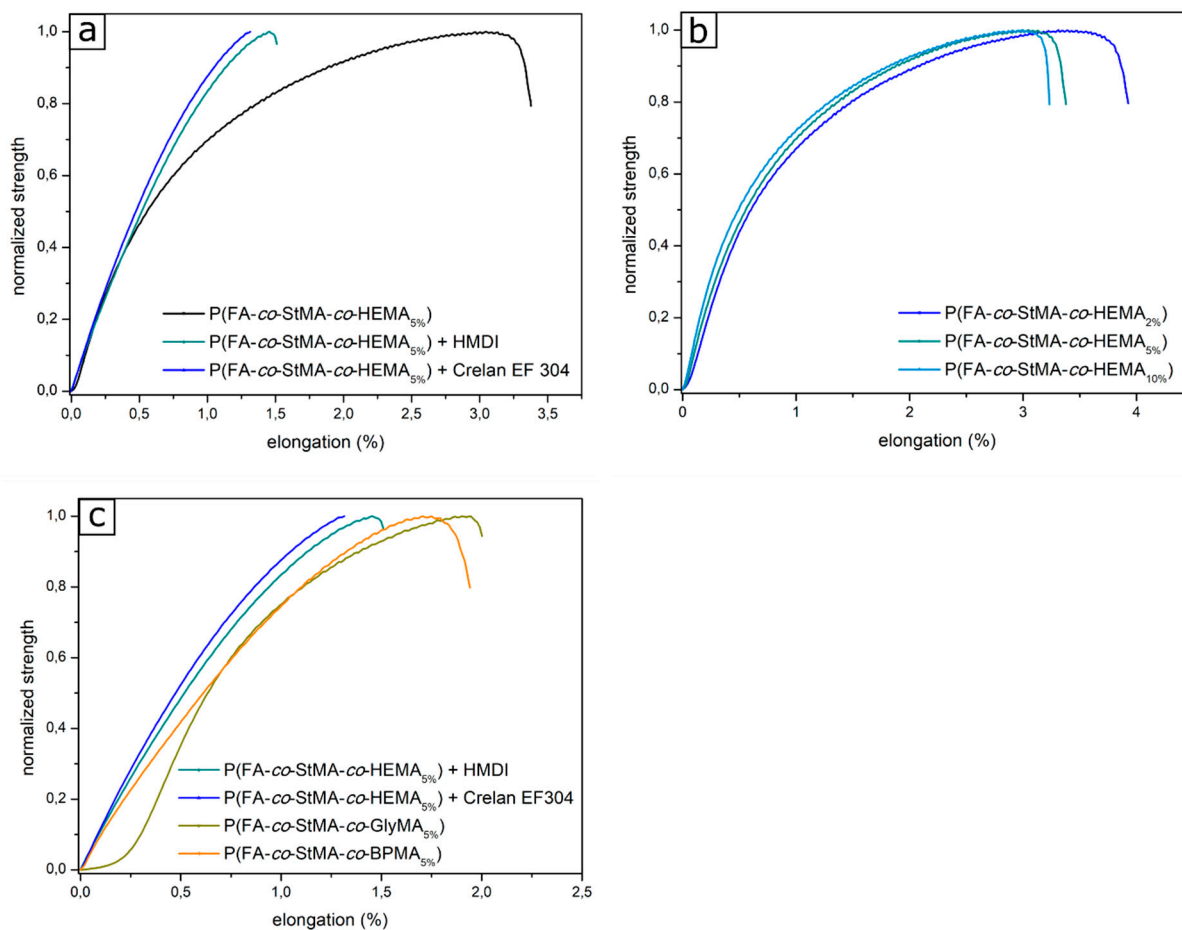 a
normalized strength
1,0
0,8
0,6
0,4
0,2
0,0
P(FA-co-StMA-co-HEMA5%)
P(FA-co-StMA-co-HEMA5%) + HMDI
P(FA-co-StMA-co-HEMA5%) + Crelan EF 304
0,0 0,5 1,0 1,5 2,0 2,5 3,0 3,5
elongation (%)
b
normalized strength
1,0
0,8
0,6
0,4
0,2
0,0
P(FA-co-StMA-co-HEMA2%)
P(FA-co-StMA-co-HEMA5%)
P(FA-co-StMA-co-HEMA10%)
0 1 2 3 4
elongation (%)
c
normalized strength
1,0
0,8
0,6
0,4
0,2
0,0
P(FA-co-StMA-co-HEMA5%) + HMDI
P(FA-co-StMA-co-HEMA5%) + Crelan EF304
P(FA-co-StMA-co-GlyMA5%)
P(FA-co-StMA-co-BPMA5%)
0,0 0,5 1,0 1,5 2,0 2,5
elongation (%)